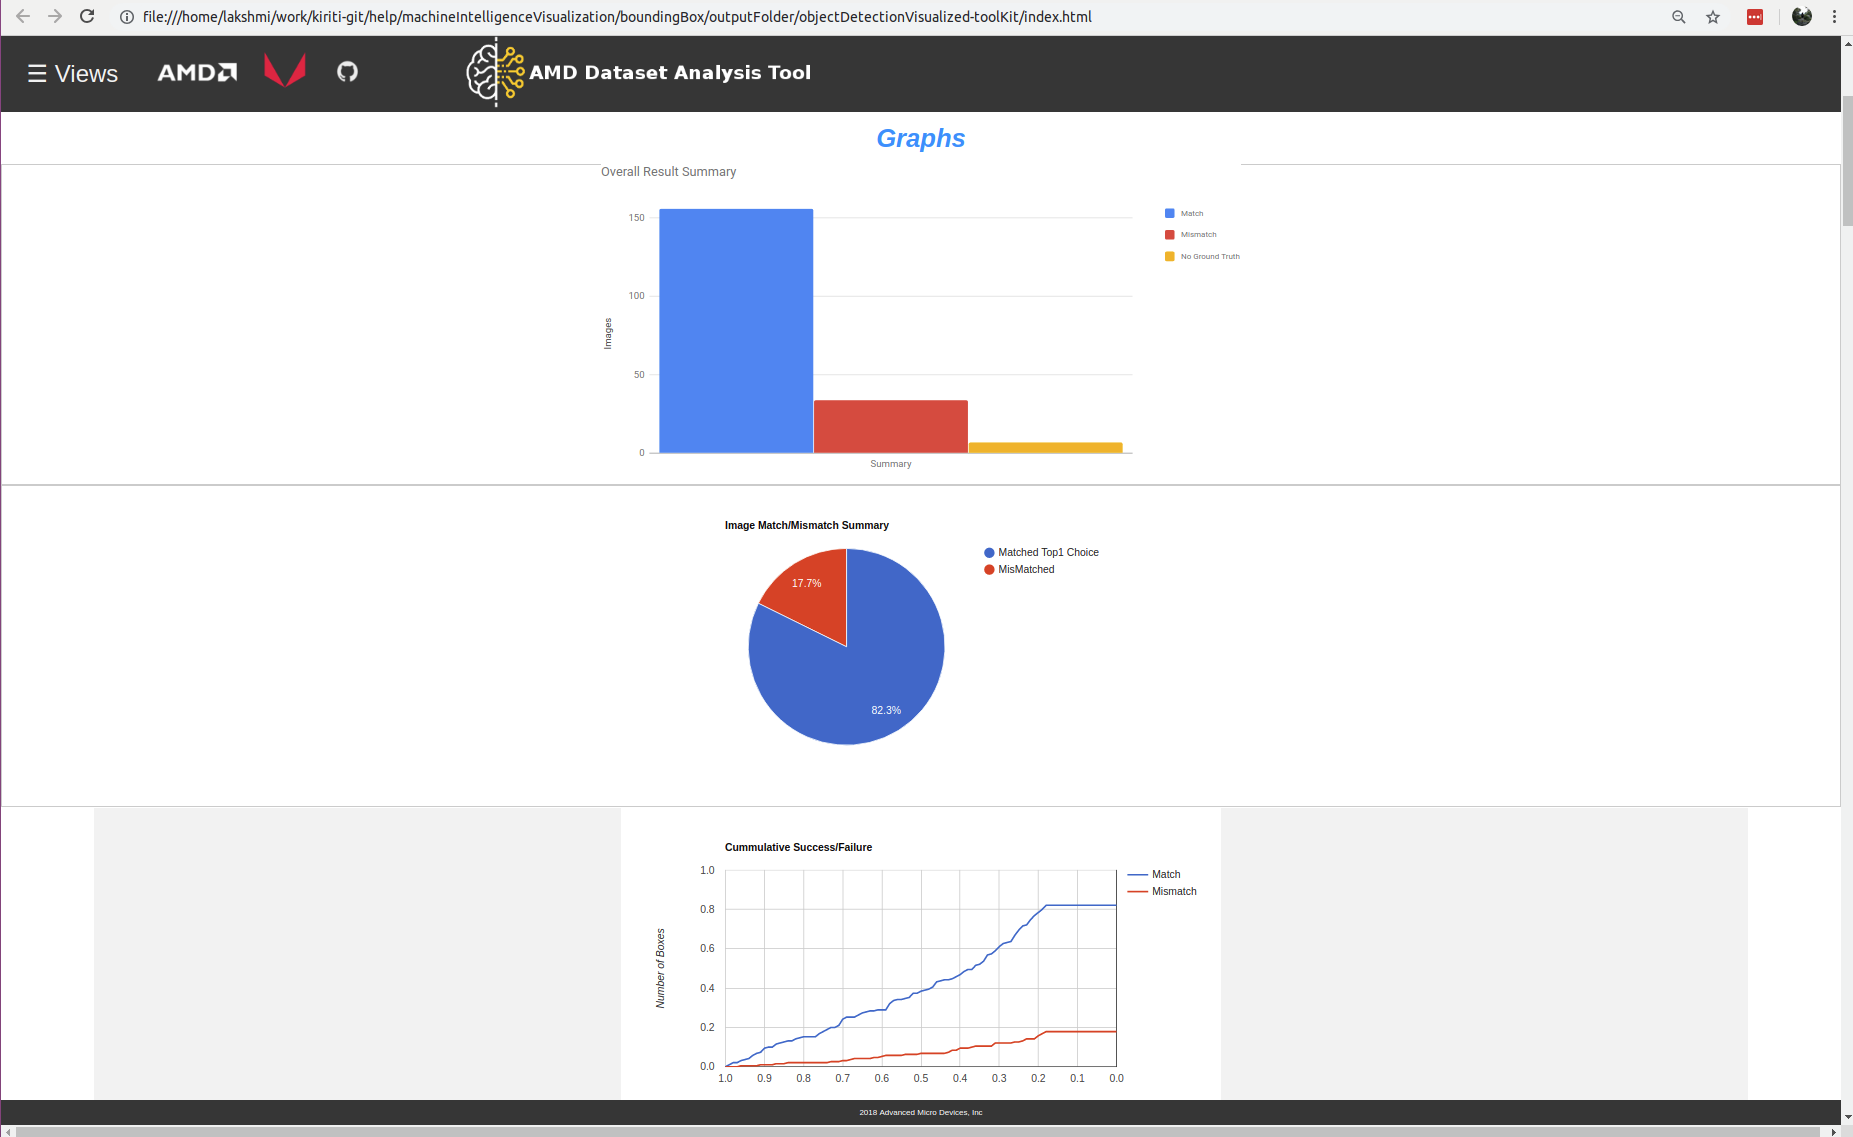 file:///home/lakshmi/work/kiriti-git/help/machineIntelligenceVisualization/boundingBox/outputFolder/objectDetectionVisualized-toolKit/index.html
☰ Views AMD AMD Dataset Analysis Tool
Graphs
Overall Result Summary
150
100
50
0
Images
Summary
Match
Mismatch
No Ground Truth
Image Match/Mismatch Summary
17.7%
82.3%
Matched Top1 Choice
MisMatched
Cummulative Success/Failure
1.0
0.8
0.6
0.4
0.2
0.0
Number of Boxes
1.0 0.9 0.8 0.7 0.6 0.5 0.4 0.3 0.2 0.1 0.0
Match
Mismatch
2018 Advanced Micro Devices, Inc